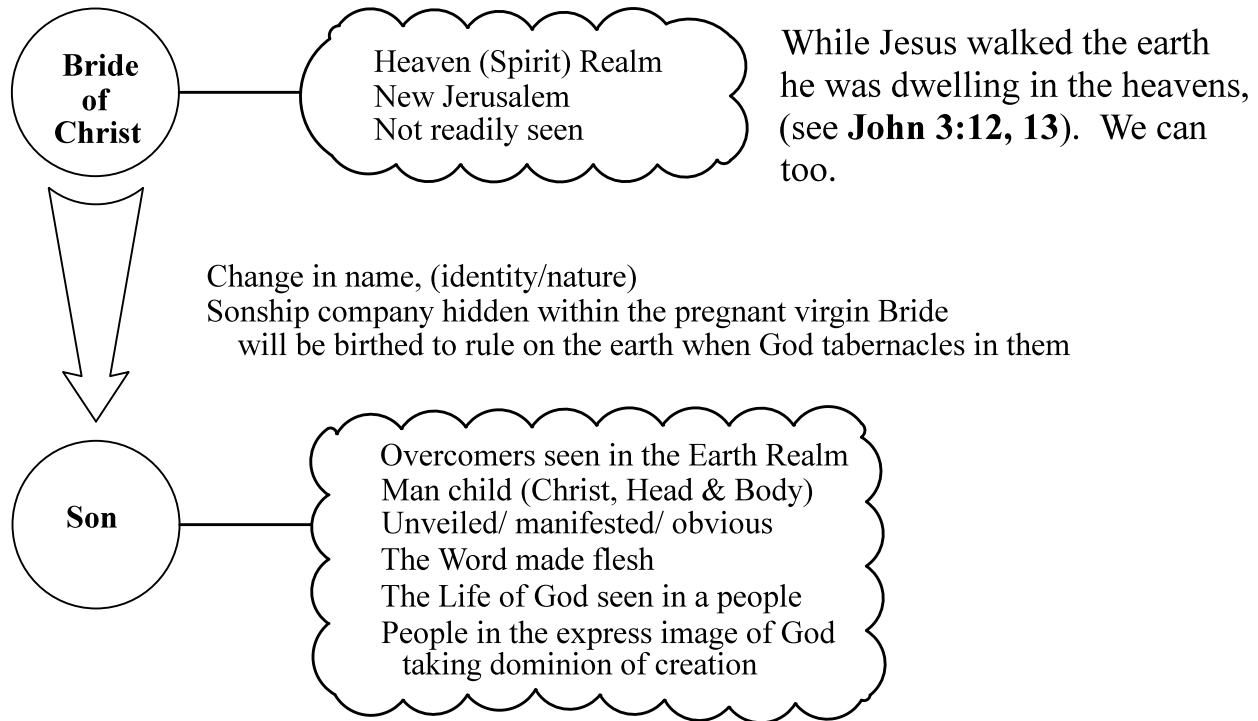 Bride
of
Christ
Heaven (Spirit) Realm
New Jerusalem
Not readily seen
While Jesus walked the earth
he was dwelling in the heavens,
(see John 3:12, 13).  We can
too.
Change in name, (identity/nature)
Sonship company hidden within the pregnant virgin Bride
will be birthed to rule on the earth when God tabernacles in them
Son
Overcomers seen in the Earth Realm
Man child (Christ, Head & Body)
Unveiled/ manifested/ obvious
The Word made flesh
The Life of God seen in a people
People in the express image of God
taking dominion of creation